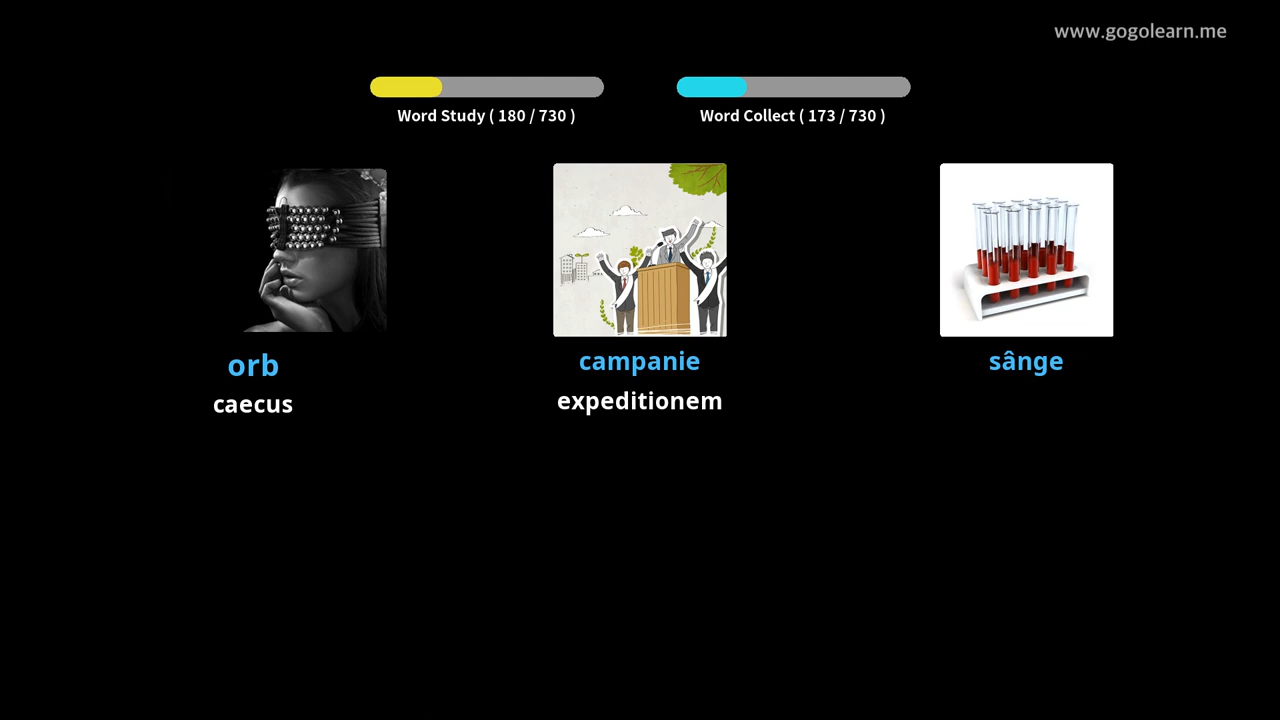 www.gogolearn.me
Word Study ( 180 / 730 )
Word Collect ( 173 / 730 )
orb
campanie
sânge
caecus
expeditionem